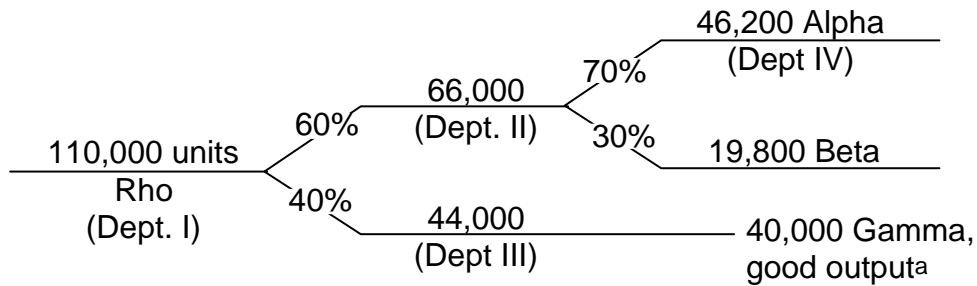 46,200 Alpha
(Dept IV)
70%
66,000
(Dept. II)
60%
30%
19,800 Beta
110,000 units
Rho
(Dept. I)
40%
44,000
(Dept III)
40,000 Gamma,
good outputa